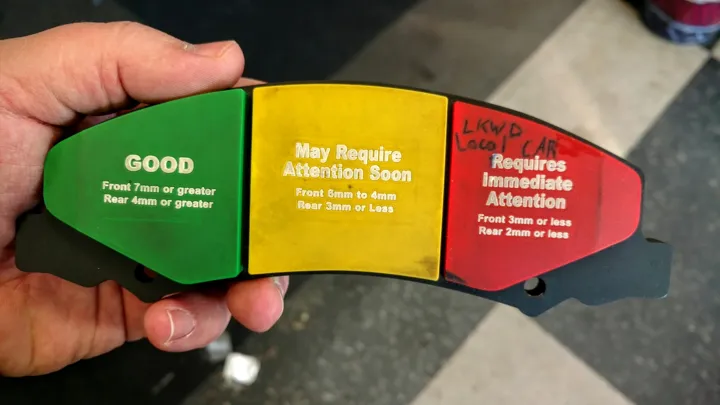 GOOD
Front 7mm or greater
Rear 4mm or greater
May Require
Attention Soon
Front 6mm to 4mm
Rear 3mm or Less
LKWD
Local CAR
Requires
Immediate
Attention
Front 3mm or less
Rear 2mm or less